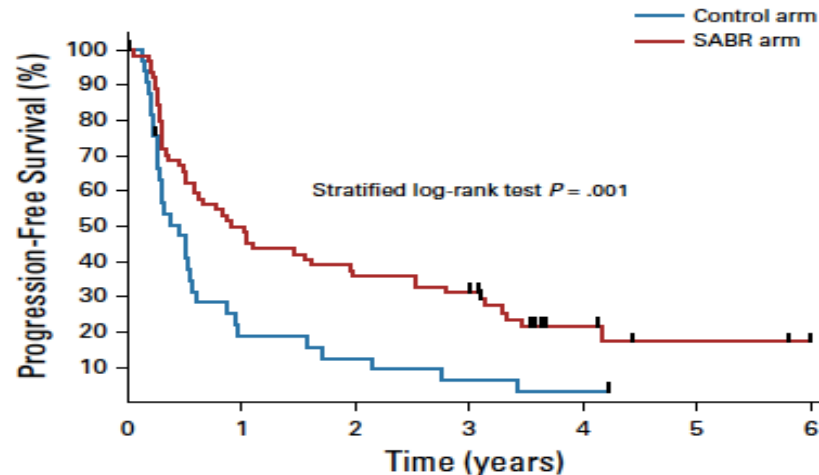 Control arm
SABR arm
Progression-Free Survival (%)
100
90
80
70
60
50
40
30
20
10
Stratified log-rank test P = .001
0 1 2 3 4 5 6
Time (years)